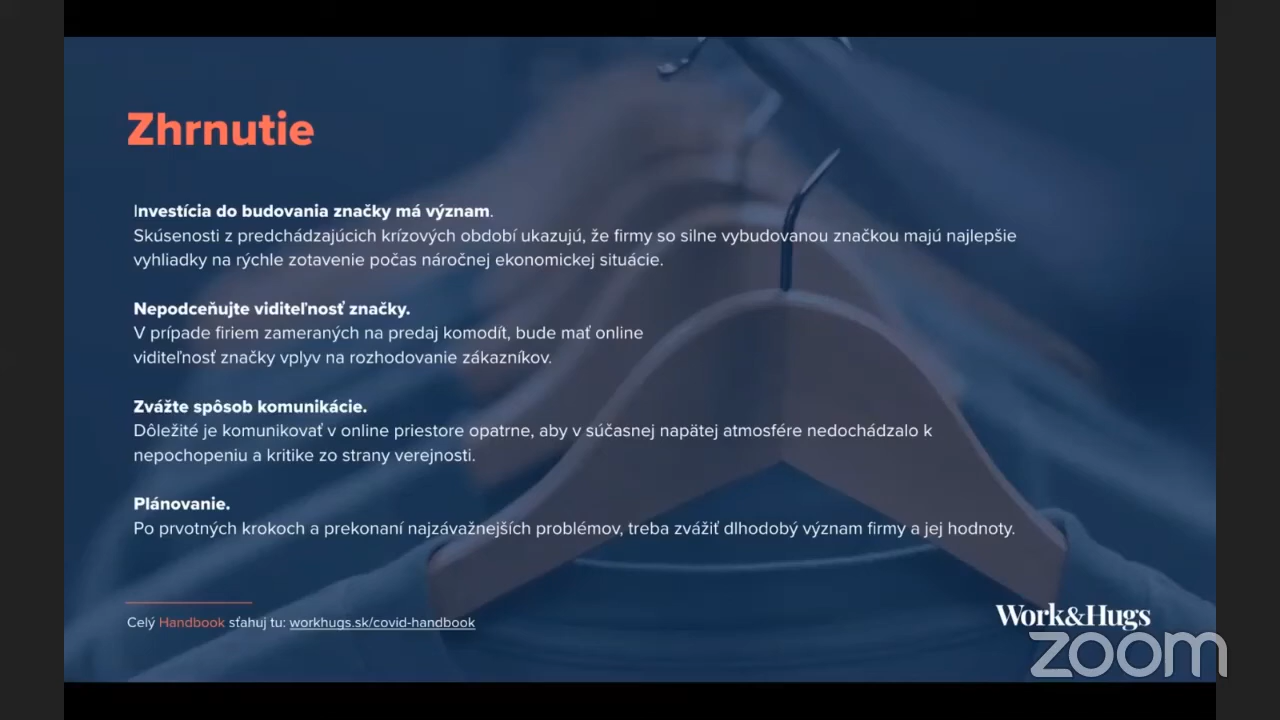 Zhrnutie
Investícia do budovania značky má význam.
Skúsenosti z predchádzajúcich krízových období ukazujú, že firmy so silne vybudovanou značkou majú najlepšie
vyhliadky na rýchle zotavenie počas náročnej ekonomickej situácie.
Nepodceňujte viditeľnosť značky.
V prípade firiem zameraných na predaj komodít, bude mať online
viditeľnosť značky vplyv na rozhodovanie zákazníkov.
Zvážte spôsob komunikácie.
Dôležité je komunikovať v online priestore opatrne, aby v súčasnej napätej atmosfére nedochádzalo k
nepochopeniu a kritike zo strany verejnosti.
Plánovanie.
Po prvotných krokoch a prekonaní najzávažnejších problémov, treba zvážiť dlhodobý význam firmy a jej hodnoty.
Celý Handbook sťahuj tu: workhugs.sk/covid-handbook
Work&Hugs
zoom